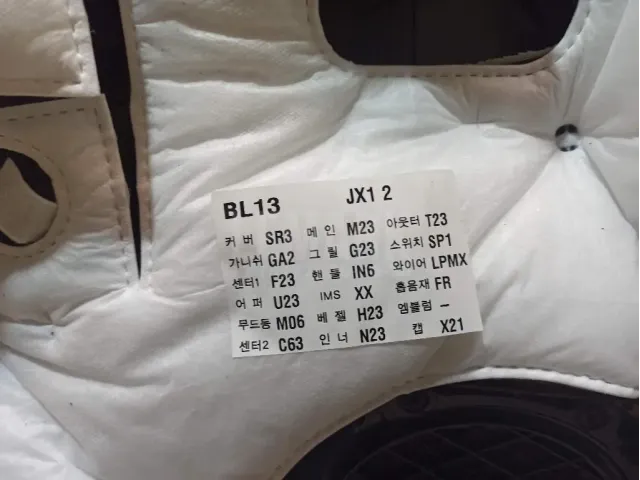 BL13 JX1 2
커 버 SR3 메 인 M23 아웃터 T23
가니쉬 GA2 그 릴 G23 스위치 SP1
센터1 F23 핸 들 IN6 와이어 LPMX
어 퍼 U23 IMS XX 흡음재 FR
무드등 M06 베 젤 H23 엠블럼 –
센터2 C63 인 너 N23 캡 X21